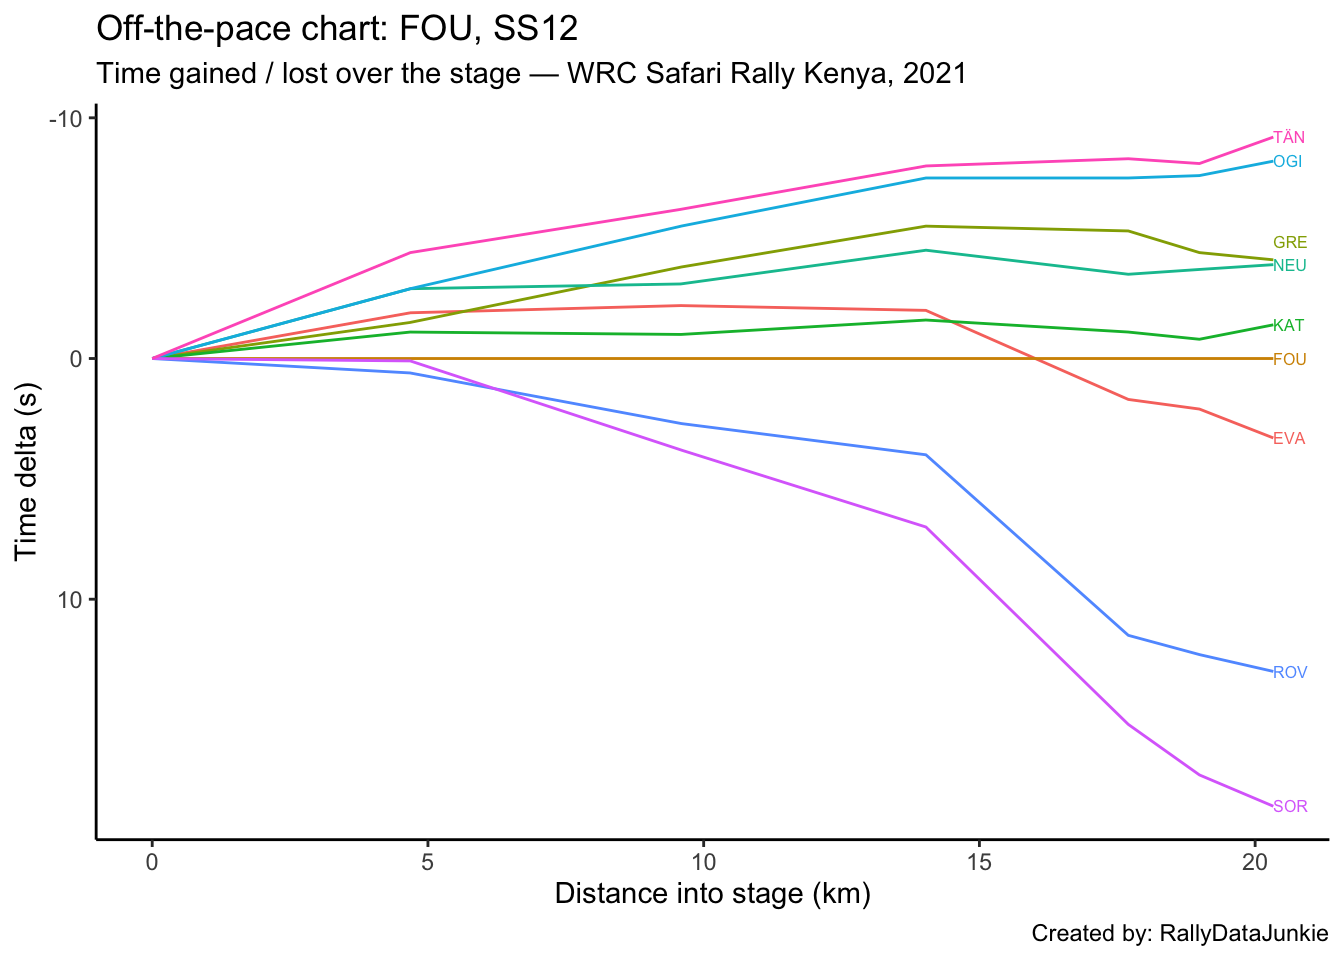 Off-the-pace chart: FOU, SS12
Time gained / lost over the stage — WRC Safari Rally Kenya, 2021
-10
0
10
Time delta (s)
TÄN
OGI
GRE
NEU
KAT
FOU
EVA
ROV
SOR
0 5 10 15 20
Distance into stage (km)
Created by: RallyDataJunkie